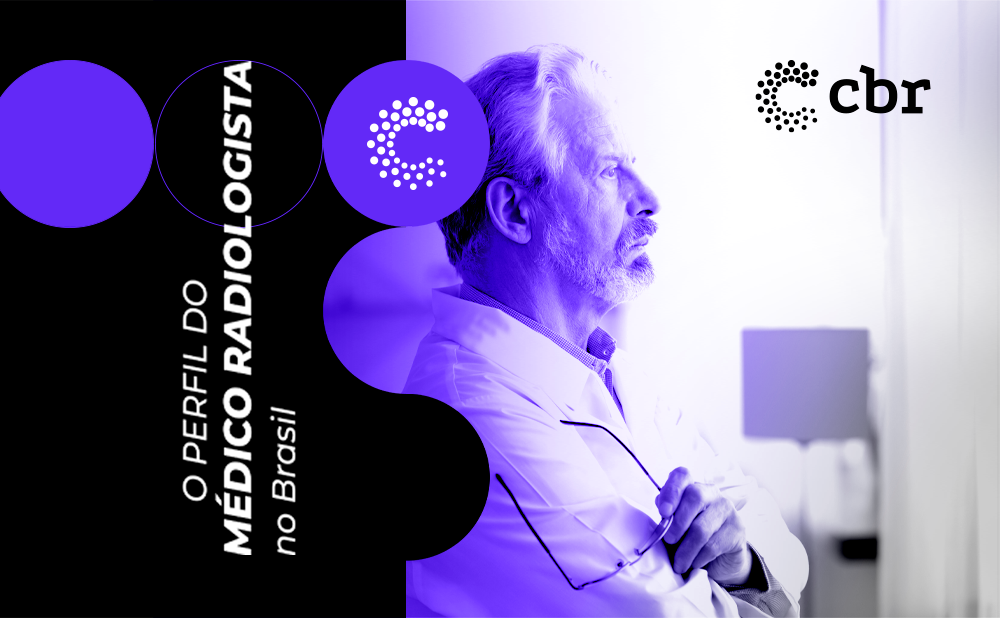 O PERFIL DO
MÉDICO RADIOLOGISTA
no Brasil
cbr